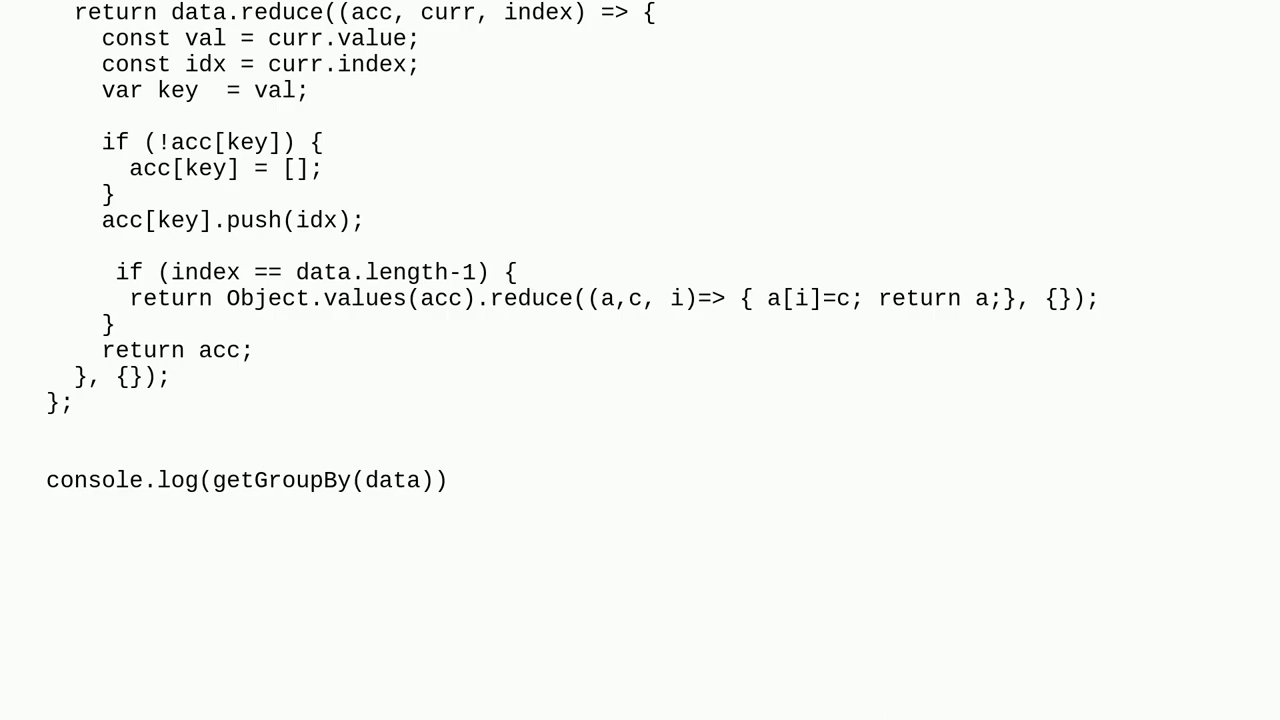 return data.reduce((acc, curr, index) => {
const val = curr.value;
const idx = curr.index;
var key  = val;
if (!acc[key]) {
acc[key] = [];
}
acc[key].push(idx);
if (index == data.length-1) {
return Object.values(acc).reduce((a,c, i)=> { a[i]=c; return a;}, {});
}
return acc;
}, {});
};
console.log(getGroupBy(data))